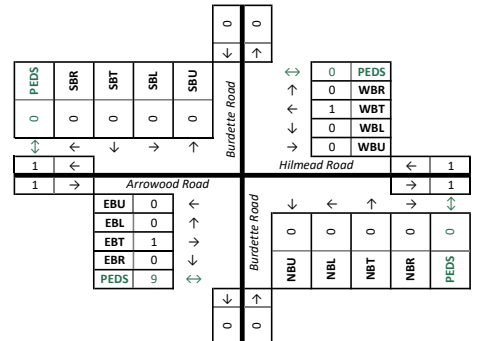 0 0
↓ ↑
PEDS SBR SBT SBL SBU
0 0 0 0 0
↕ ← ↓ → ↑
Burdette Road
↔ 0 PEDS
↑ 0 WBR
← 1 WBT
↓ 0 WBL
→ 0 WBU
1 ←
Hilmead Road
← 1
1 →
Arrowood Road
→ 1
EBU 0 ←
EBL 0 ↑
EBT 1 →
EBR 0 ↓
PEDS 9 ↔
Burdette Road
↓ ← ↑ → ↕
0 0 0 0 0
NBU NBL NBT NBR PEDS
↓ ↑
0 0